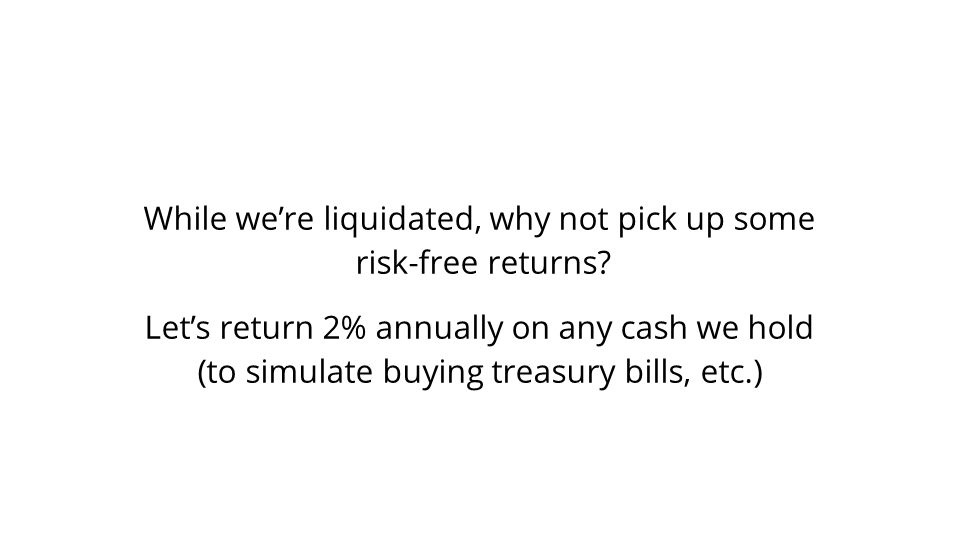 While we’re liquidated, why not pick up some
risk-free returns?
Let’s return 2% annually on any cash we hold
(to simulate buying treasury bills, etc.)